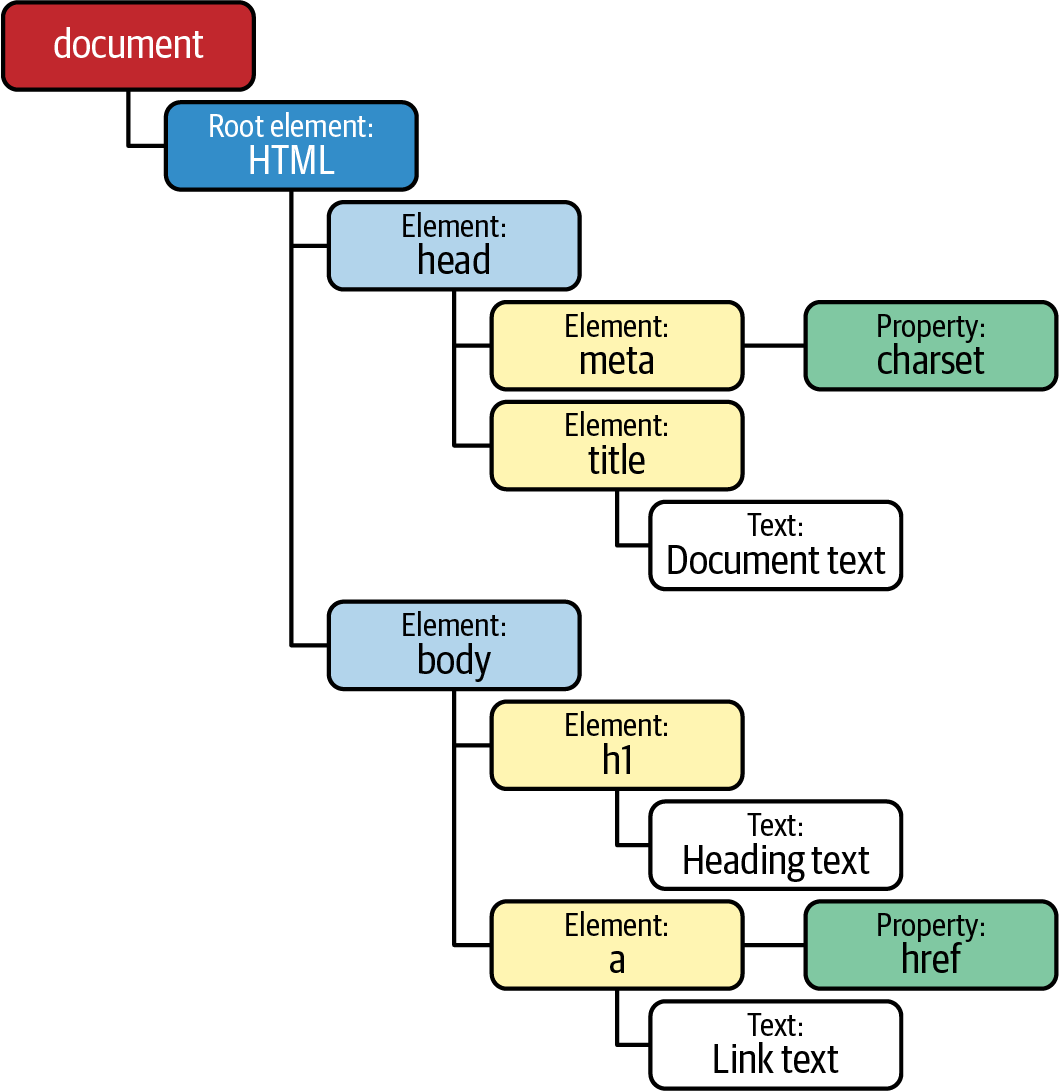 document
Root element:
HTML
Element:
head
Element:
meta
Property:
charset
Element:
title
Text:
Document text
Element:
body
Element:
h1
Text:
Heading text
Element:
a
Property:
href
Text:
Link text